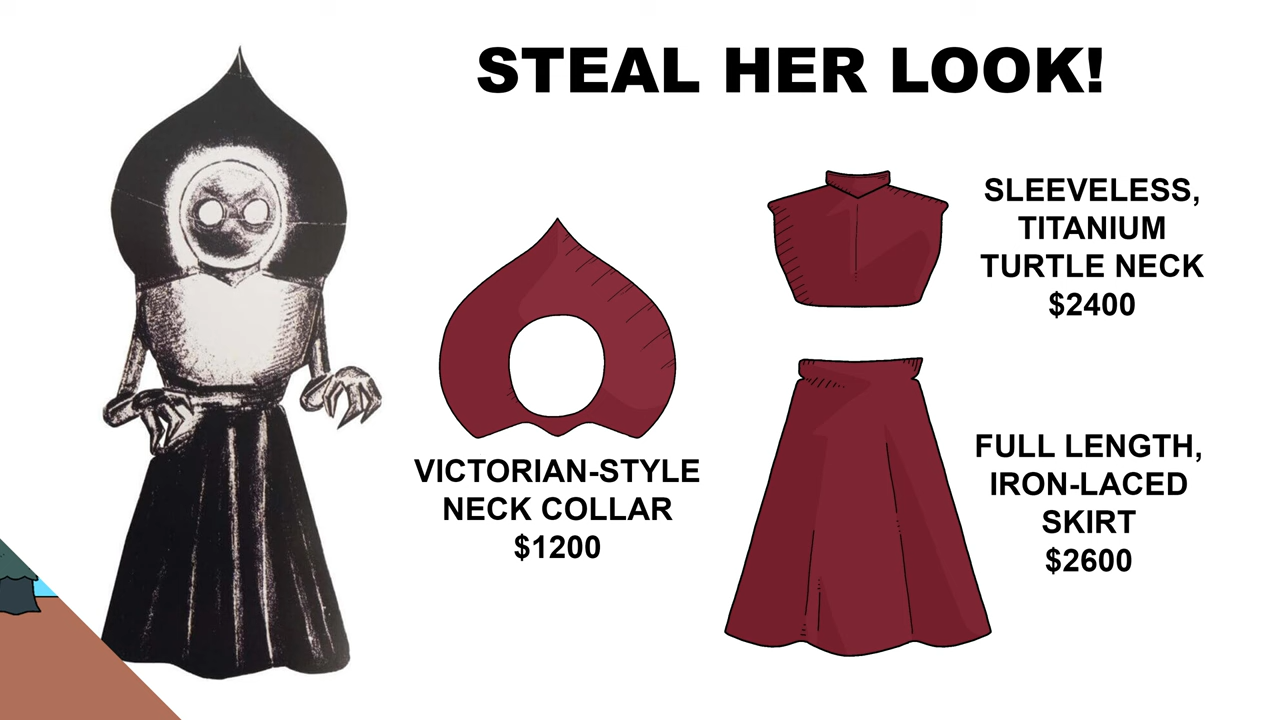 STEAL HER LOOK!
SLEEVELESS,
TITANIUM
TURTLE NECK
$2400
VICTORIAN-STYLE
NECK COLLAR
$1200
FULL LENGTH,
IRON-LACED
SKIRT
$2600